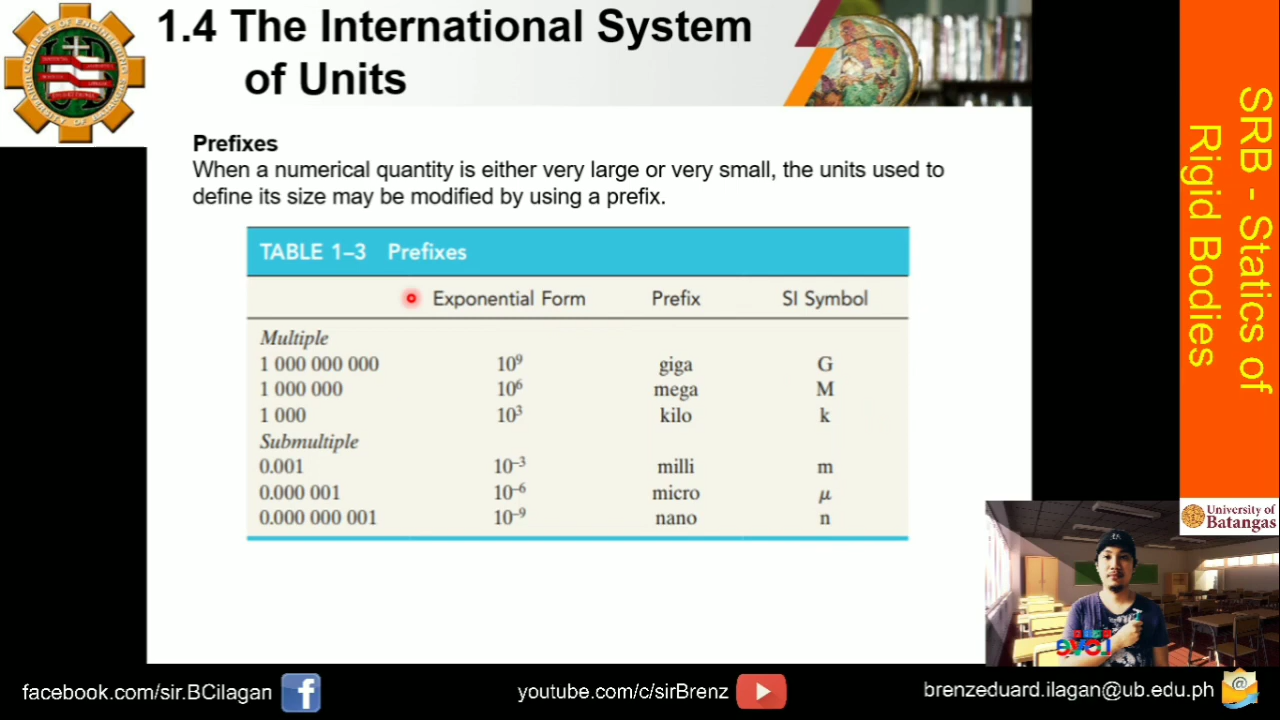 1.4 The International System
of Units
Prefixes
When a numerical quantity is either very large or very small, the units used to
define its size may be modified by using a prefix.
TABLE 1–3 Prefixes
Exponential Form Prefix SI Symbol
Multiple
1 000 000 000 10⁹ giga G
1 000 000 10⁶ mega M
1 000 10³ kilo k
Submultiple
0.001 10⁻³ milli m
0.000 001 10⁻⁶ micro μ
0.000 000 001 10⁻⁹ nano n
SRB - Statics of
Rigid Bodies
University of
Batangas
facebook.com/sir.BCilagan
youtube.com/c/sirBrenz
brenzeduard.ilagan@ub.edu.ph